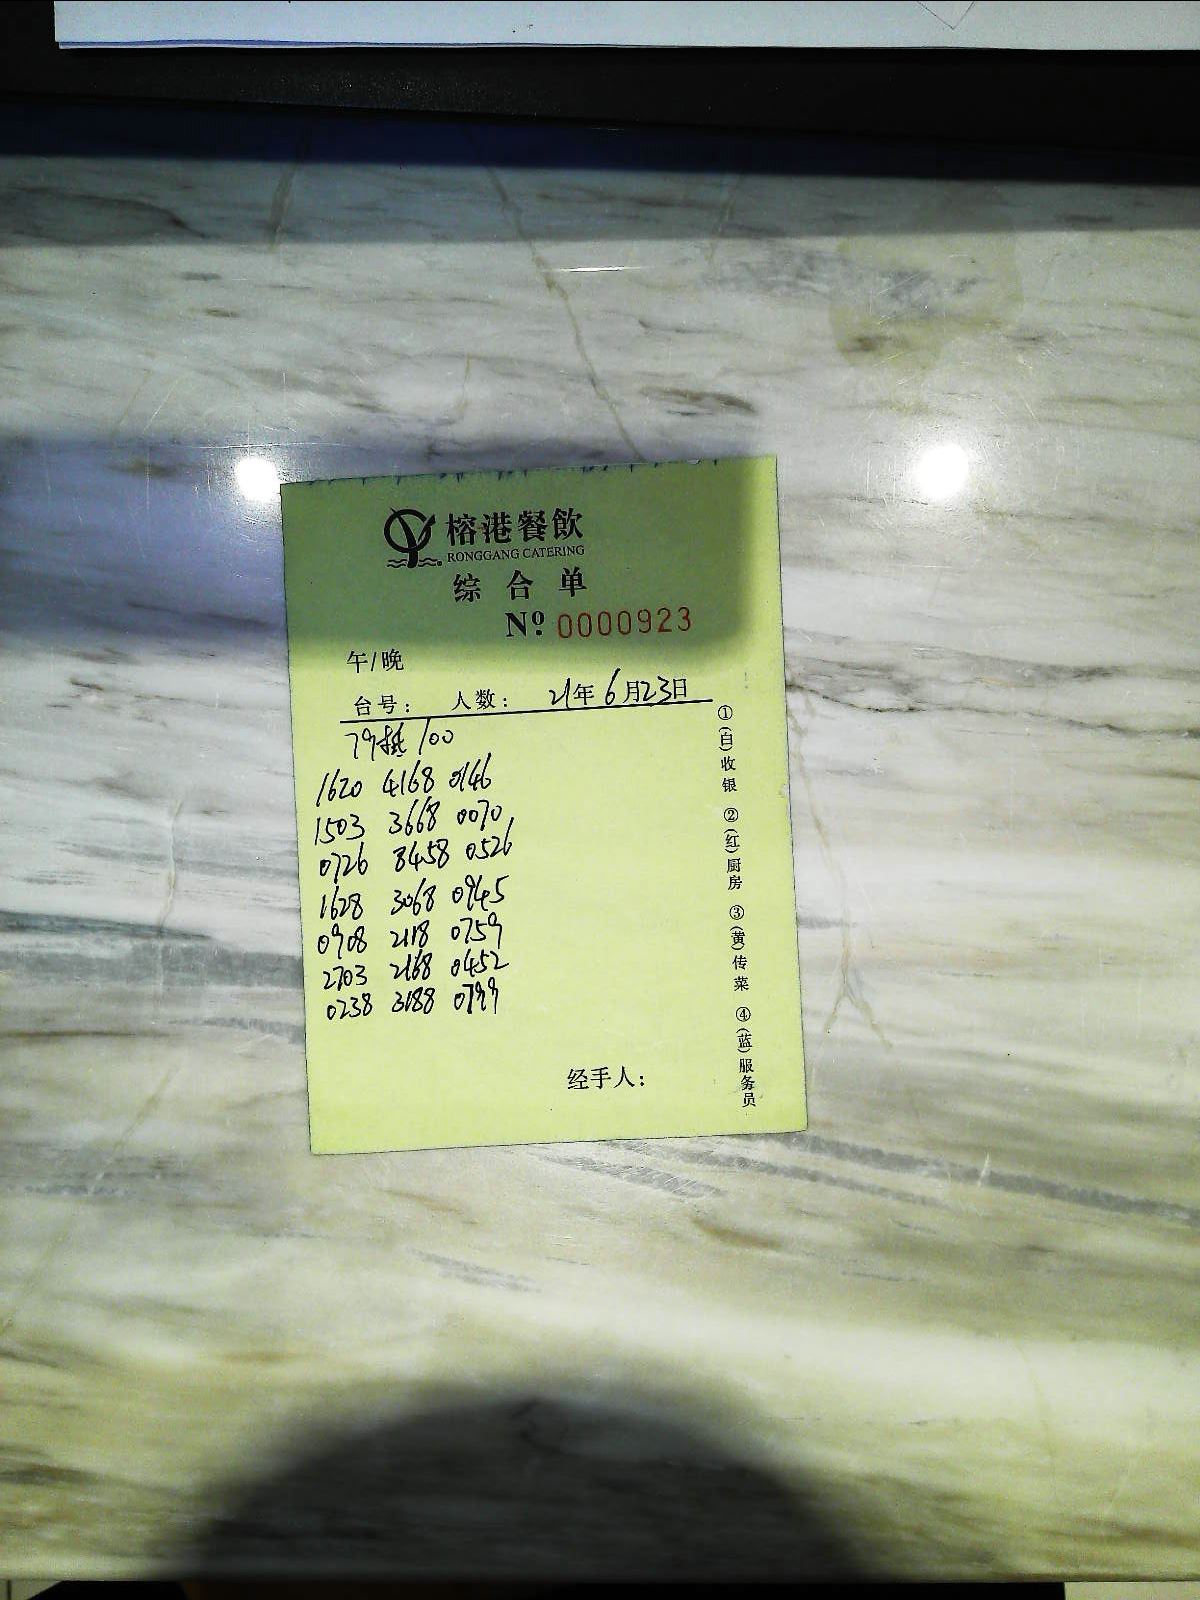 榕港餐飲
RONGGANG CATERING
综合单
Nº 0000923
午/晚
台号： 人数： 21年6月23日
100
1620 4168 0146
1503 3668 0070
0726 8458 0526
1628 3068 0945
0908 2118 0759
2703 2168 0452
0238 3188 0799
经手人：
①(白)收银 ②(红)厨房 ③(黄)传菜 ④(蓝)服务员